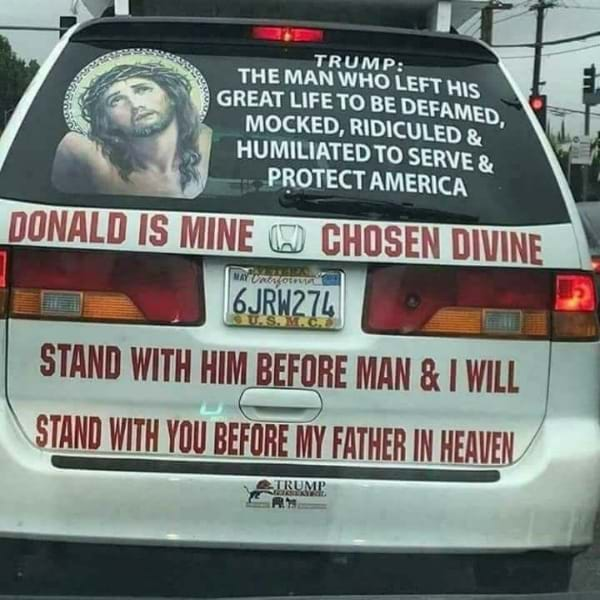 TRUMP:
THE MAN WHO LEFT HIS
GREAT LIFE TO BE DEFAMED,
MOCKED, RIDICULED &
HUMILIATED TO SERVE &
PROTECT AMERICA
DONALD IS MINE CHOSEN DIVINE
VETERAN
MAY California
6JRW274
U.S.M.C.
STAND WITH HIM BEFORE MAN & I WILL
STAND WITH YOU BEFORE MY FATHER IN HEAVEN
TRUMP